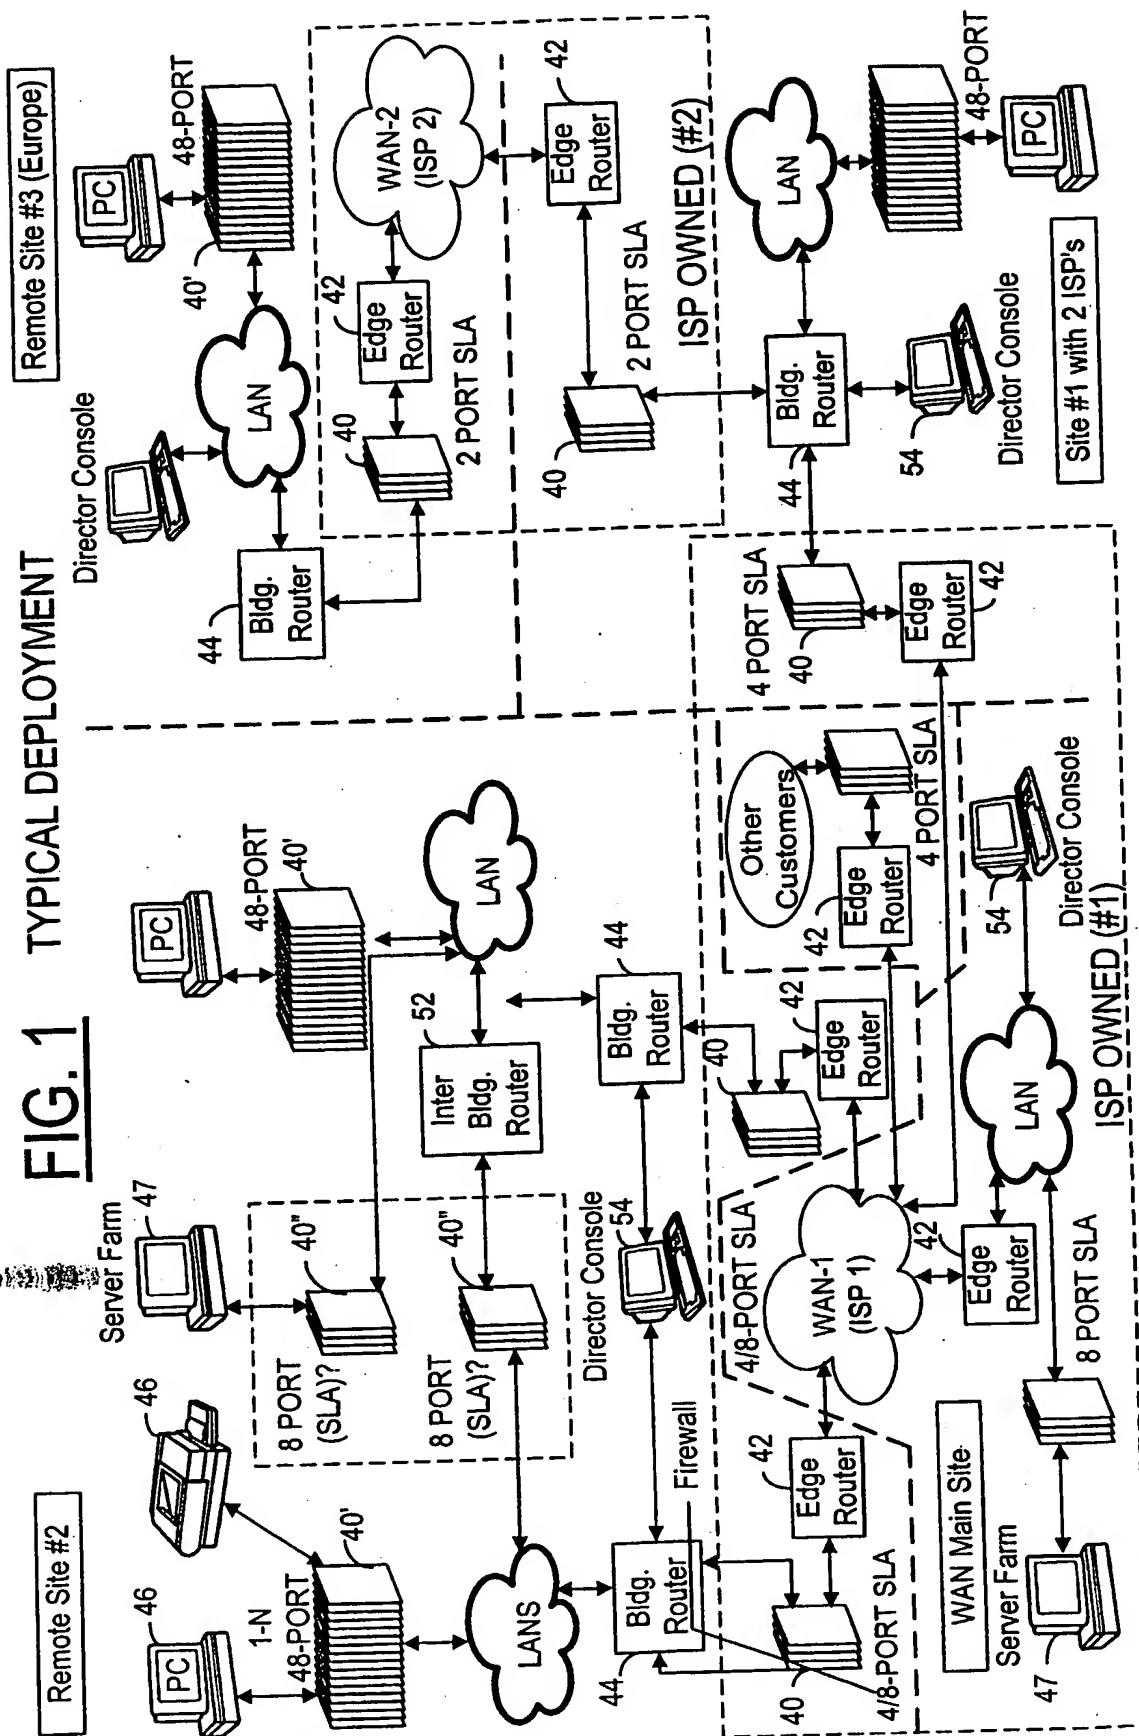 FIG. 1
TYPICAL DEPLOYMENT
Remote Site #2
46
PC
1-N
48-PORT
40'
46
Server Farm
47
8 PORT
(SLA)?
40"
8 PORT
(SLA)?
40"
PC
48-PORT
40'
LAN
52
Inter
Bldg.
Router
LANS
44
Bldg.
Router
Firewall
Director Console
54
Bldg.
Router
44
Remote Site #3 (Europe)
Director Console
PC
48-PORT
40'
LAN
44
Bldg.
Router
40
2 PORT SLA
42
Edge
Router
WAN-2
(ISP 2)
42
Edge
Router
40
2 PORT SLA
ISP OWNED (#2)
LAN
48-PORT
PC
44
Bldg.
Router
54
Director Console
Site #1 with 2 ISP's
4 PORT SLA
40
Edge
Router
42
40
4/8-PORT SLA
42
Edge
Router
4/8-PORT SLA
WAN-1
(ISP 1)
40
42
Edge
Router
Other
Customers
42
Edge
Router
4 PORT SLA
WAN Main Site
Server Farm
47
8 PORT SLA
42
Edge
Router
LAN
54
Director Console
ISP OWNED (#1)